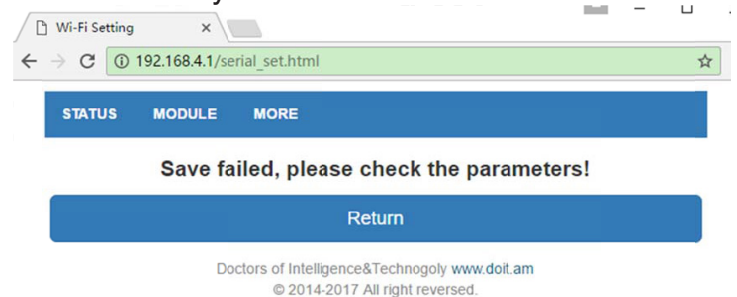 Wi-Fi Setting
192.168.4.1/serial_set.html
STATUS MODULE MORE
Save failed, please check the parameters!
Return
Doctors of Intelligence&Technogoly www.doit.am
© 2014-2017 All right reversed.